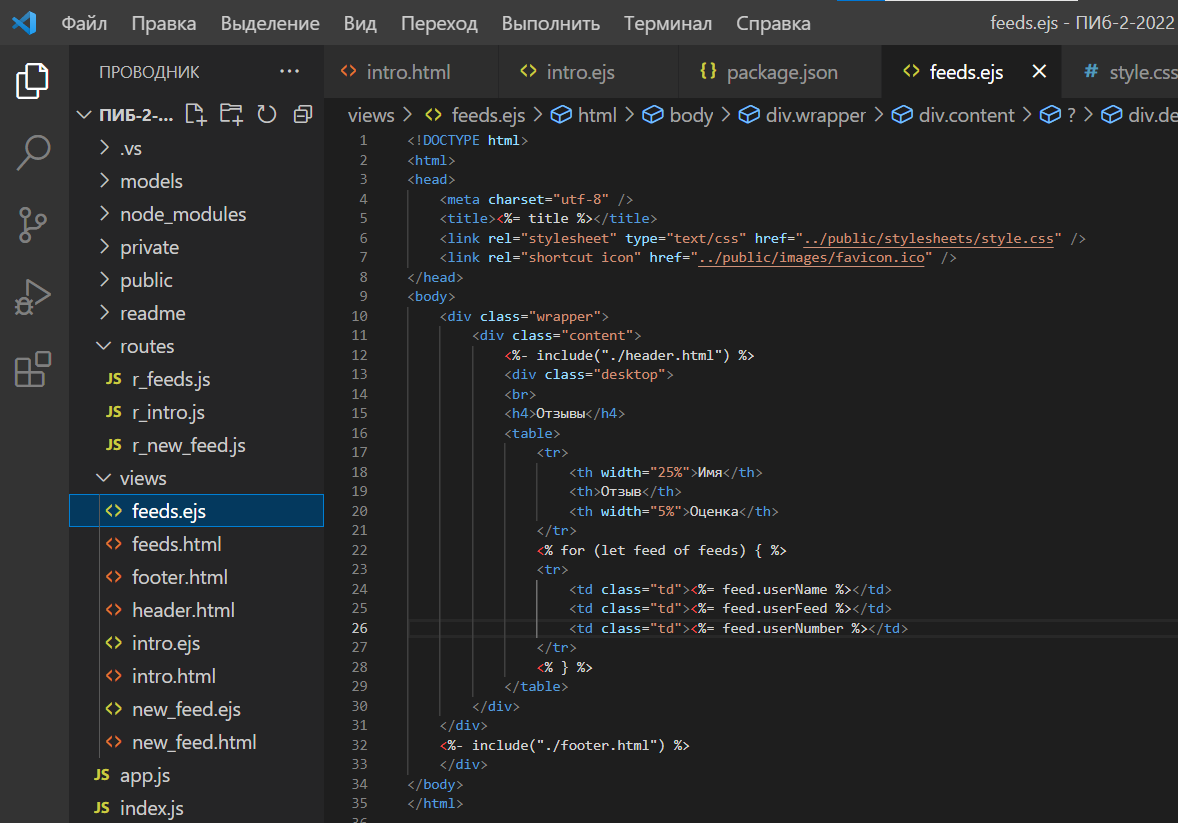 Файл Правка Выделение Вид Переход Выполнить Терминал Справка feeds.ejs - ПИб-2-2022
ПРОВОДНИК ···
ПИБ-2-...
.vs
models
node_modules
private
public
readme
routes
JS r_feeds.js
JS r_intro.js
JS r_new_feed.js
views
<> feeds.ejs
<> feeds.html
<> footer.html
<> header.html
<> intro.ejs
<> intro.html
<> new_feed.ejs
<> new_feed.html
JS app.js
JS index.js
<> intro.html <> intro.ejs {} package.json <> feeds.ejs × # style.css
views > <> feeds.ejs > html > body > div.wrapper > div.content > ? > div.de
1 <!DOCTYPE html>
2 <html>
3 <head>
4 <meta charset="utf-8" />
5 <title><%= title %></title>
6 <link rel="stylesheet" type="text/css" href="../public/stylesheets/style.css" />
7 <link rel="shortcut icon" href="../public/images/favicon.ico" />
8 </head>
9 <body>
10 <div class="wrapper">
11 <div class="content">
12 <%- include("./header.html") %>
13 <div class="desktop">
14 <br>
15 <h4>Отзывы</h4>
16 <table>
17 <tr>
18 <th width="25%">Имя</th>
19 <th>Отзыв</th>
20 <th width="5%">Оценка</th>
21 </tr>
22 <% for (let feed of feeds) { %>
23 <tr>
24 <td class="td"><%= feed.userName %></td>
25 <td class="td"><%= feed.userFeed %></td>
26 <td class="td"><%= feed.userNumber %></td>
27 </tr>
28 <% } %>
29 </table>
30 </div>
31 </div>
32 <%- include("./footer.html") %>
33 </div>
34 </body>
35 </html>
36